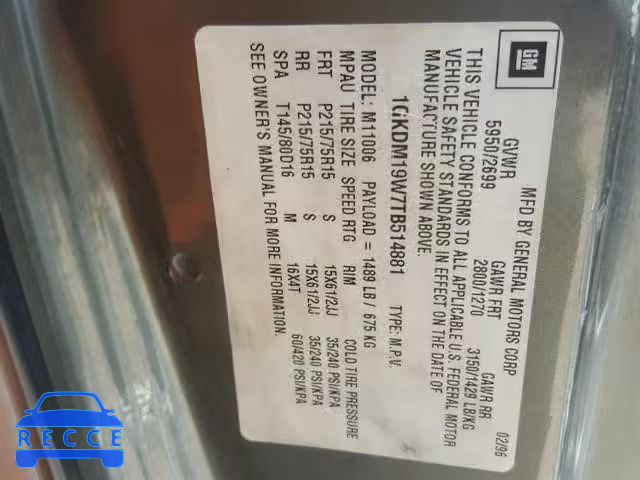 GM
MFD BY GENERAL MOTORS CORP 02/96
GVWR GAWR FRT GAWR RR
5950/2699 2800/1270 3150/1429 LB/KG
THIS VEHICLE CONFORMS TO ALL APPLICABLE U.S. FEDERAL MOTOR
VEHICLE SAFETY STANDARDS IN EFFECT ON THE DATE OF
MANUFACTURE SHOWN ABOVE.
1GKDM19W7TB514881 TYPE: M.P.V.
MODEL: M11006 PAYLOAD = 1489 LB / 675 KG
MPAU TIRE SIZE SPEED RTG RIM COLD TIRE PRESSURE
FRT P215/75R15 S 15X61/2JJ 35/240 PSI/KPA
RR P215/75R15 S 15X61/2JJ 35/240 PSI/KPA
SPA T145/80D16 M 16X4T 60/420 PSI/KPA
SEE OWNER'S MANUAL FOR MORE INFORMATION.
RECCE